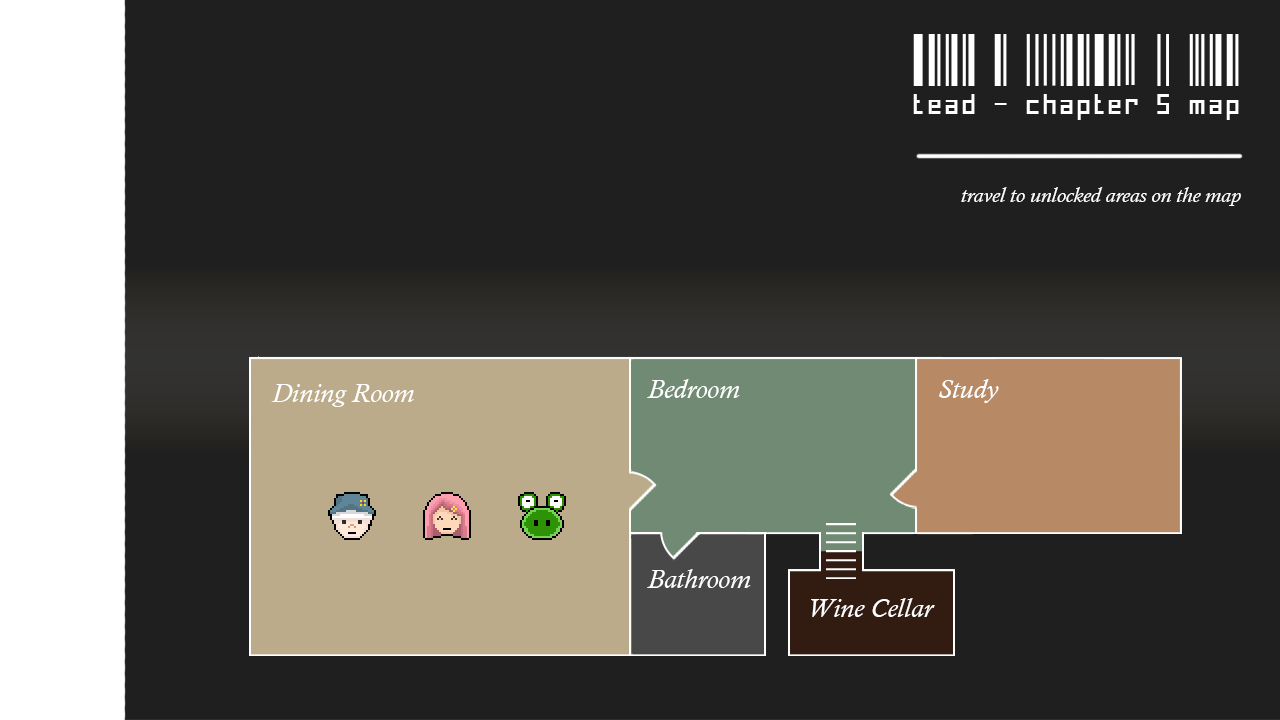 tead - chapter 5 map
travel to unlocked areas on the map
Dining Room
Bedroom
Study
Bathroom
Wine Cellar